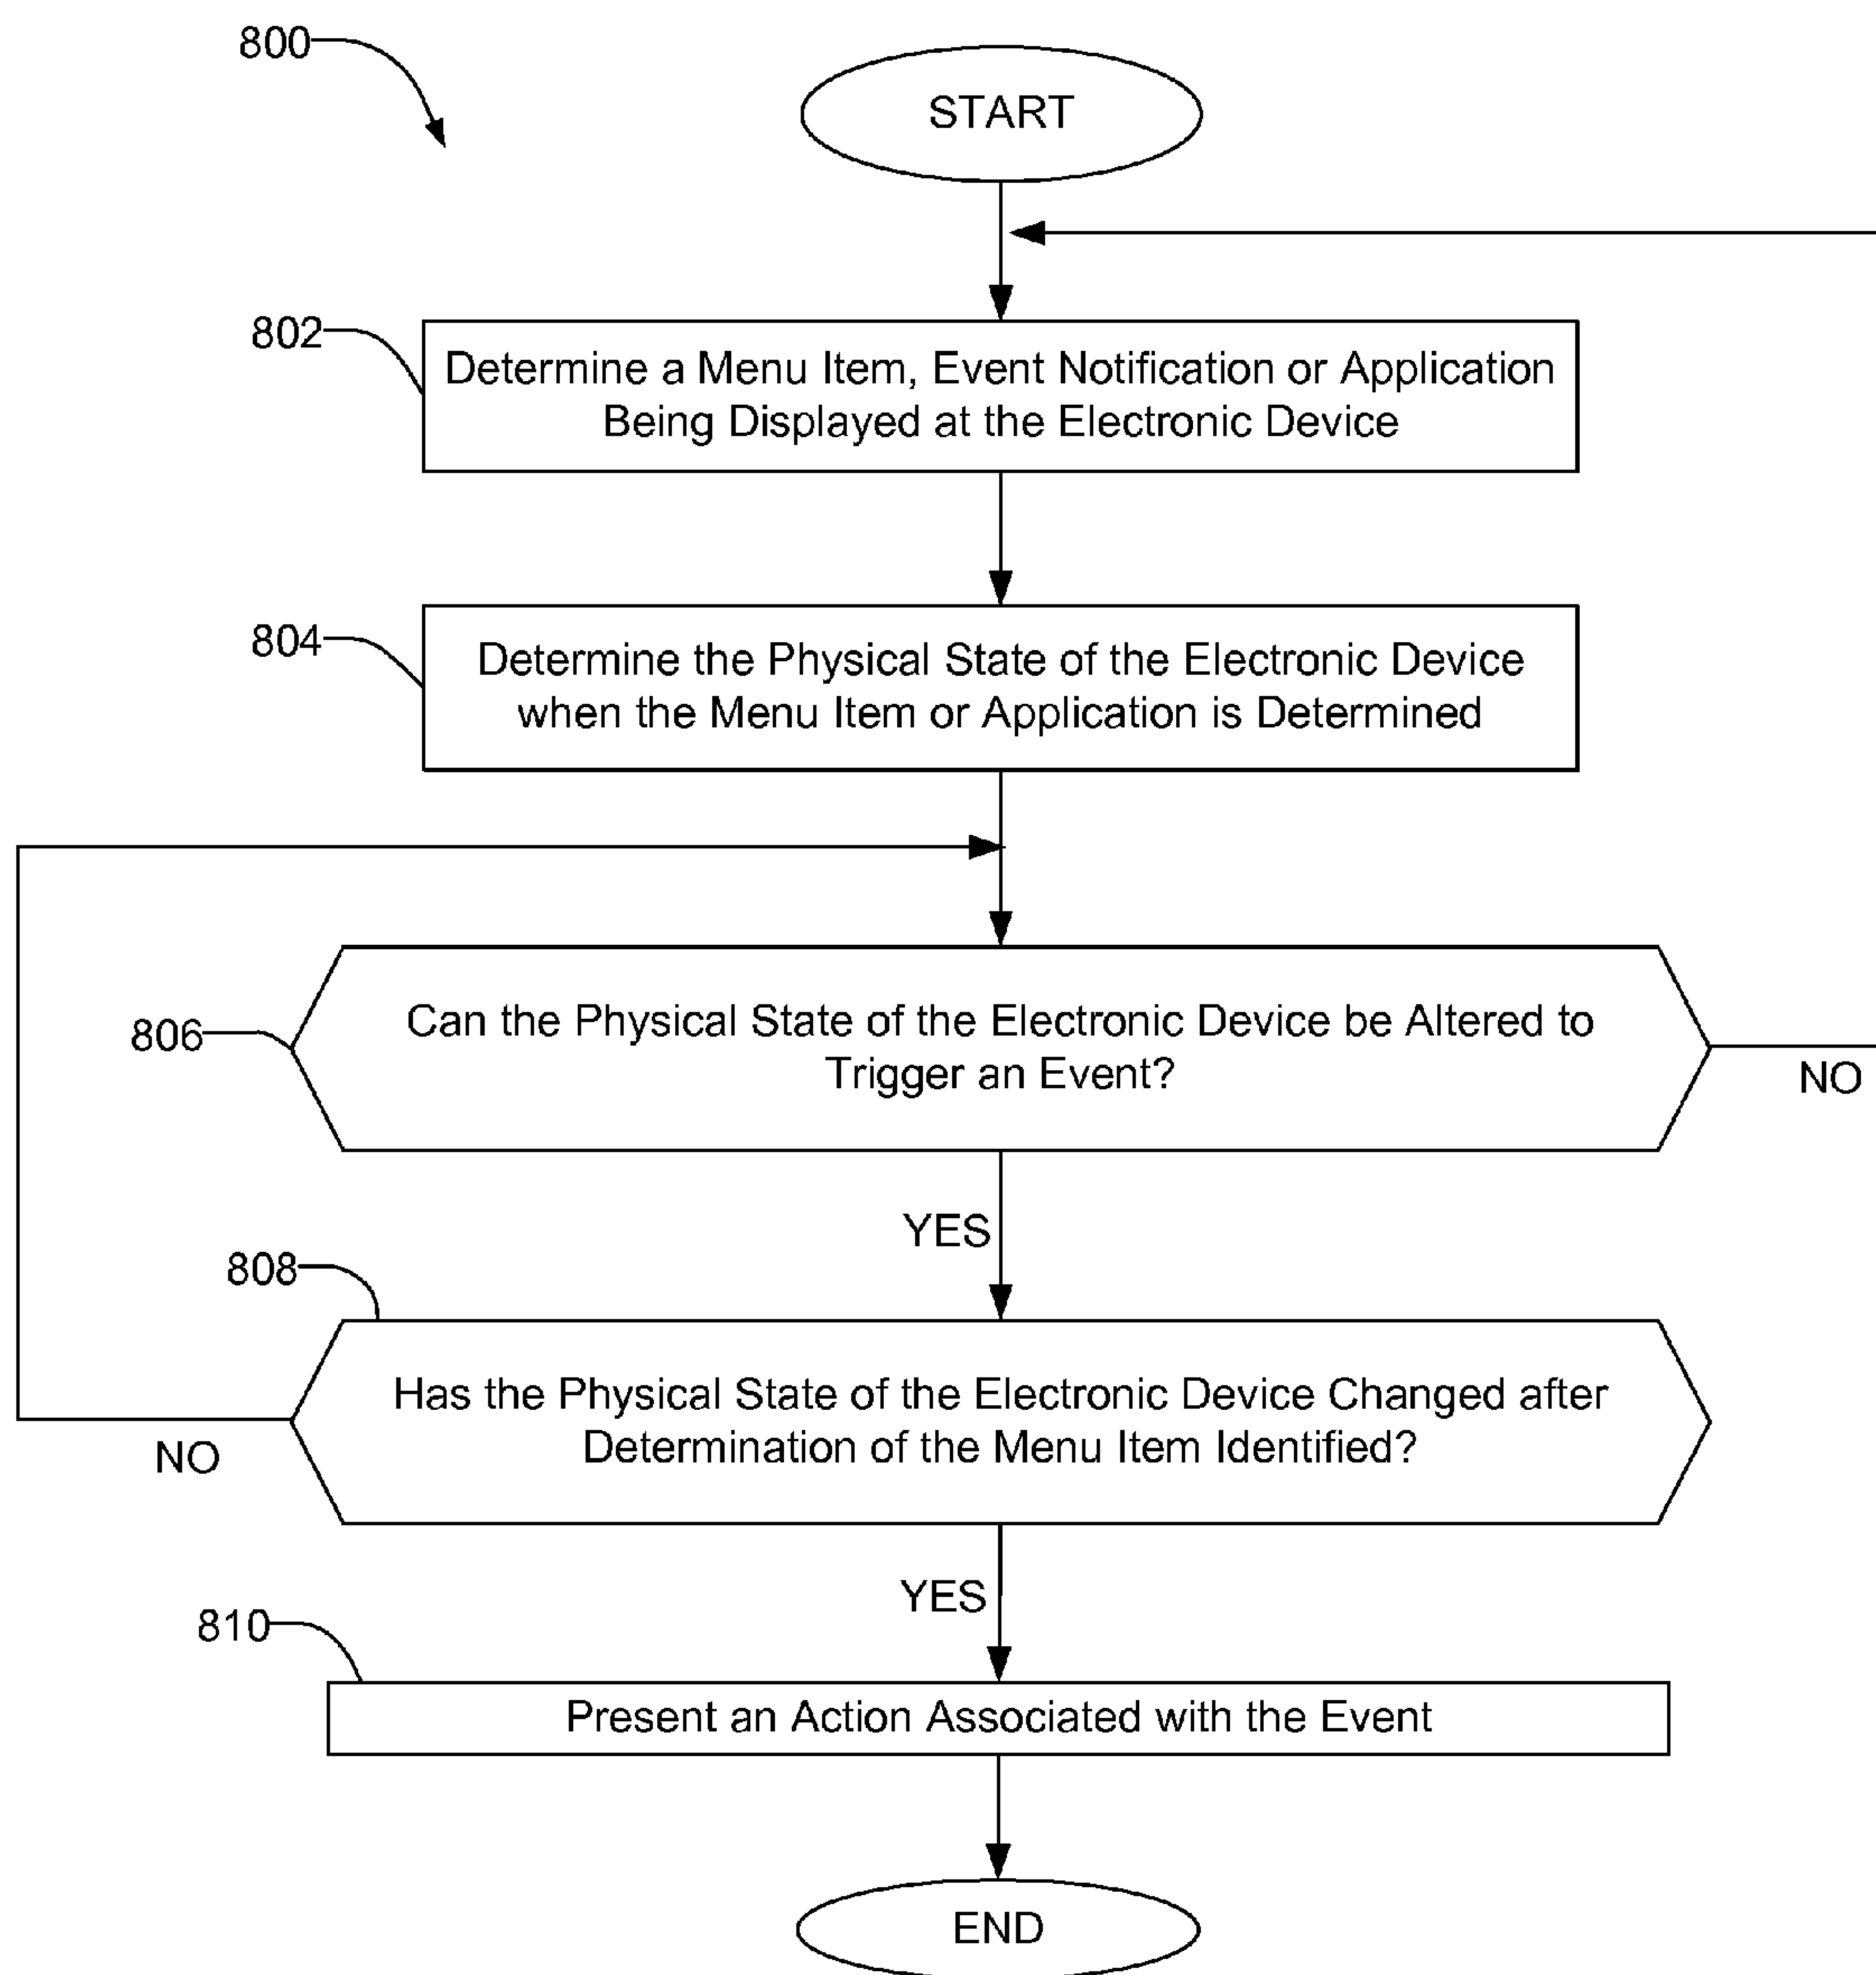 800
START
802
Determine a Menu Item, Event Notification or Application
Being Displayed at the Electronic Device
804
Determine the Physical State of the Electronic Device
when the Menu Item or Application is Determined
806
Can the Physical State of the Electronic Device be Altered to
Trigger an Event?
NO
YES
808
Has the Physical State of the Electronic Device Changed after
Determination of the Menu Item Identified?
NO
YES
810
Present an Action Associated with the Event
END